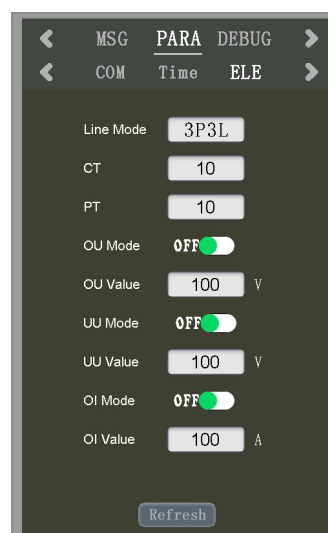 MSG PARA DEBUG
COM Time ELE
Line Mode 3P3L
CT 10
PT 10
OU Mode OFF
OU Value 100 V
UU Mode OFF
UU Value 100 V
OI Mode OFF
OI Value 100 A
Refresh